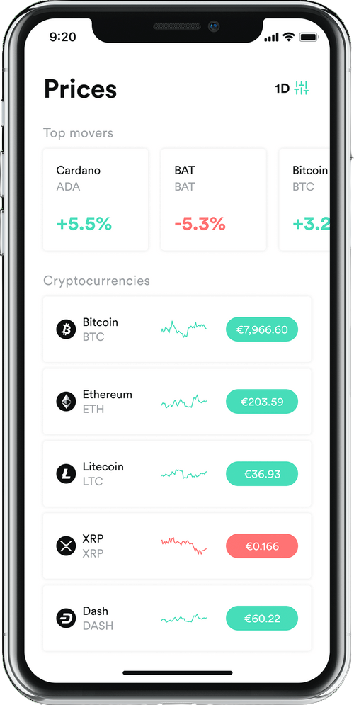 9:20
Prices
1D
Top movers
Cardano
ADA
+5.5%
BAT
BAT
-5.3%
Bitcoin
BTC
+3.2
Cryptocurrencies
Bitcoin
BTC
€7,966.60
Ethereum
ETH
€203.59
Litecoin
LTC
€36.93
XRP
XRP
€0.166
Dash
DASH
€60.22